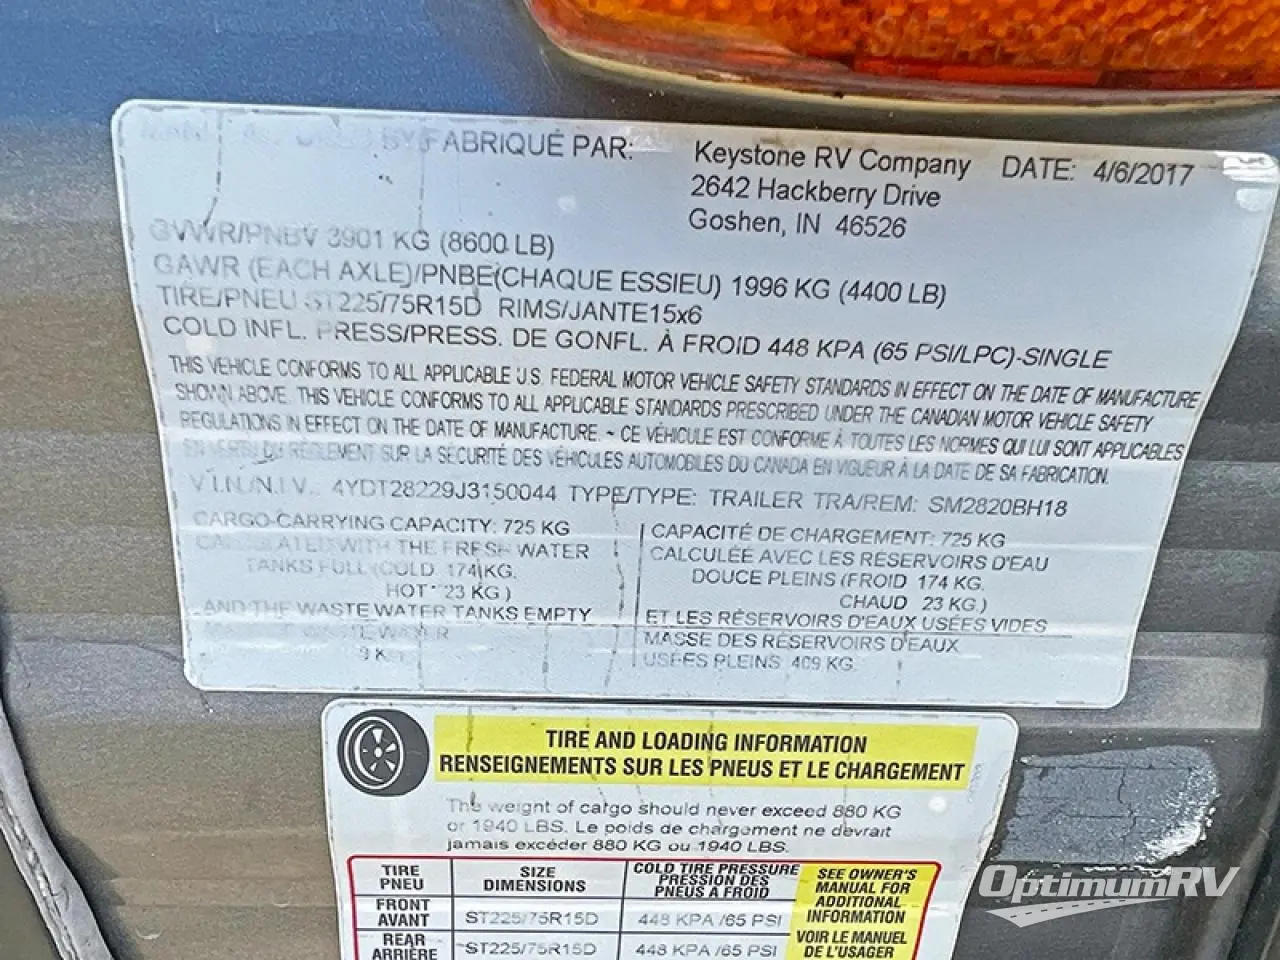 SAE
BY/FABRIQUÉ PAR: Keystone RV Company DATE: 4/6/2017
2642 Hackberry Drive
Goshen, IN 46526
GVWR/PNBV 3901 KG (8600 LB)
GAWR (EACH AXLE)/PNBE(CHAQUE ESSIEU) 1996 KG (4400 LB)
TIRE/PNEU ST225/75R15D RIMS/JANTE15x6
COLD INFL. PRESS/PRESS. DE GONFL. À FROID 448 KPA (65 PSI/LPC)-SINGLE
THIS VEHICLE CONFORMS TO ALL APPLICABLE U.S. FEDERAL MOTOR VEHICLE SAFETY STANDARDS IN EFFECT ON THE DATE OF MANUFACTURE
SHOWN ABOVE. THIS VEHICLE CONFORMS TO ALL APPLICABLE STANDARDS PRESCRIBED UNDER THE CANADIAN MOTOR VEHICLE SAFETY
REGULATIONS IN EFFECT ON THE DATE OF MANUFACTURE. ~ CE VÉHICULE EST CONFORME À TOUTES LES NORMES QUI LUI SONT APPLICABLES
EN VERTU DU RÈGLEMENT SUR LA SÉCURITÉ DES VÉHICULES AUTOMOBILES DU CANADA EN VIGUEUR À LA DATE DE SA FABRICATION.
V.I.N./N.I.V.: 4YDT28229J3150044 TYPE/TYPE: TRAILER TRA/REM: SM2820BH18
CARGO-CARRYING CAPACITY: 725 KG
CALCULATED WITH THE FRESH WATER
TANKS FULL (COLD 174 KG.
HOT 23 KG.)
AND THE WASTE WATER TANKS EMPTY
WASTE WATER
CAPACITÉ DE CHARGEMENT: 725 KG
CALCULÉE AVEC LES RÉSERVOIRS D'EAU
DOUCE PLEINS (FROID 174 KG.
CHAUD 23 KG.)
ET LES RÉSERVOIRS D'EAUX USÉES VIDES
MASSE DES RÉSERVOIRS D'EAUX
USÉES PLEINS 409 KG
TIRE AND LOADING INFORMATION
RENSEIGNEMENTS SUR LES PNEUS ET LE CHARGEMENT
The weight of cargo should never exceed 880 KG
or 1940 LBS. Le poids de chargement ne devrait
jamais excéder 880 KG ou 1940 LBS.
TIRE
PNEU
SIZE
DIMENSIONS
COLD TIRE PRESSURE
PRESSION DES
PNEUS À FROID
FRONT
AVANT
ST225/75R15D
448 KPA /65 PSI
REAR
ARRIÈRE
ST225/75R15D
448 KPA /65 PSI
SEE OWNER'S
MANUAL FOR
ADDITIONAL
INFORMATION
VOIR LE MANUEL
DE L'USAGER
OptimumRV